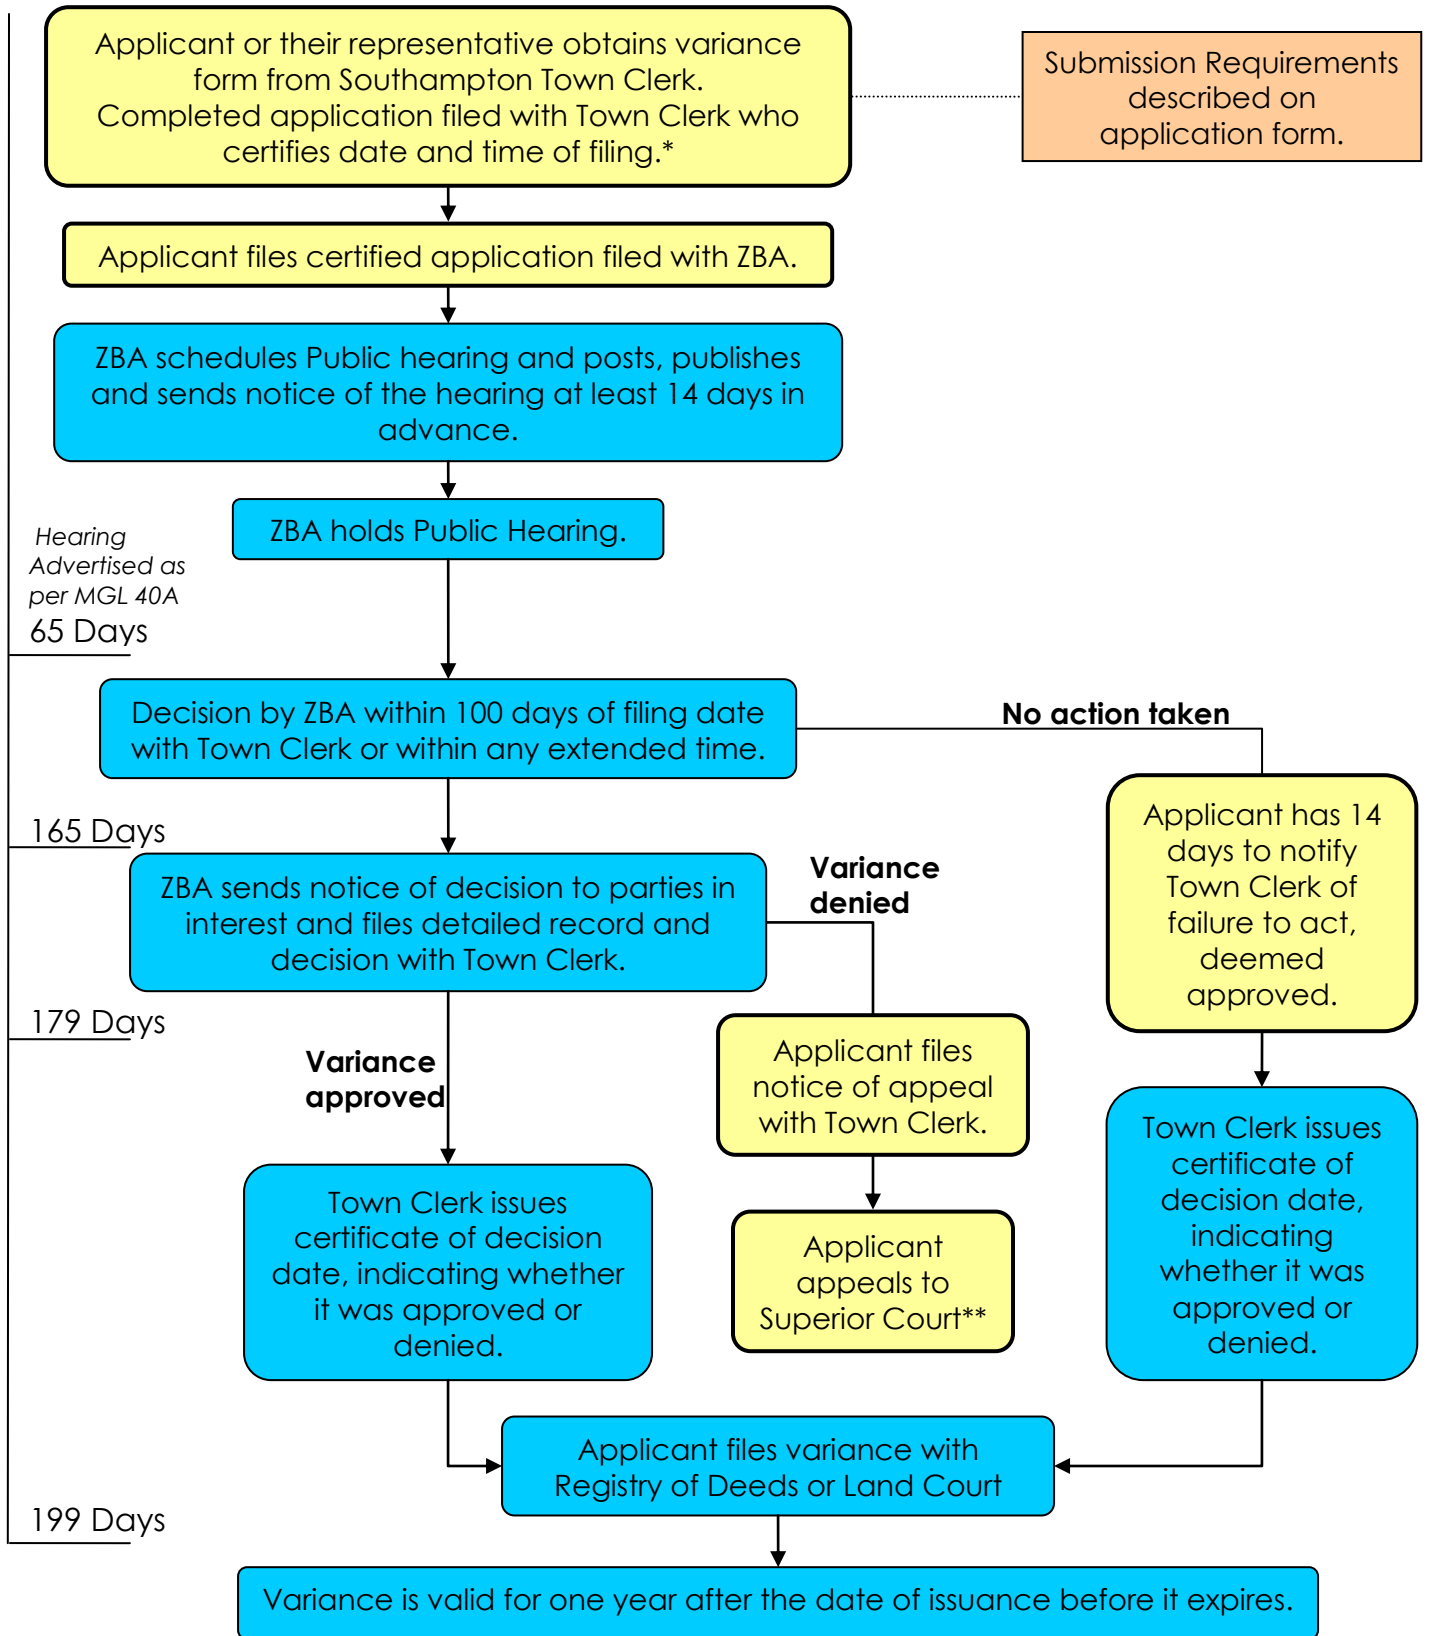 Applicant or their representative obtains variance
form from Southampton Town Clerk.
Completed application filed with Town Clerk who
certifies date and time of filing.*
Submission Requirements
described on
application form.
Applicant files certified application filed with ZBA.
ZBA schedules Public hearing and posts, publishes
and sends notice of the hearing at least 14 days in
advance.
ZBA holds Public Hearing.
Hearing
Advertised as
per MGL 40A
65 Days
Decision by ZBA within 100 days of filing date
with Town Clerk or within any extended time.
No action taken
Applicant has 14
days to notify
Town Clerk of
failure to act,
deemed
approved.
165 Days
ZBA sends notice of decision to parties in
interest and files detailed record and
decision with Town Clerk.
Variance
denied
179 Days
Variance
approved
Applicant files
notice of appeal
with Town Clerk.
Town Clerk issues
certificate of
decision date,
indicating
whether it was
approved or
denied.
Town Clerk issues
certificate of decision
date, indicating whether
it was approved or
denied.
Applicant
appeals to
Superior Court**
Applicant files variance with
Registry of Deeds or Land Court
199 Days
Variance is valid for one year after the date of issuance before it expires.